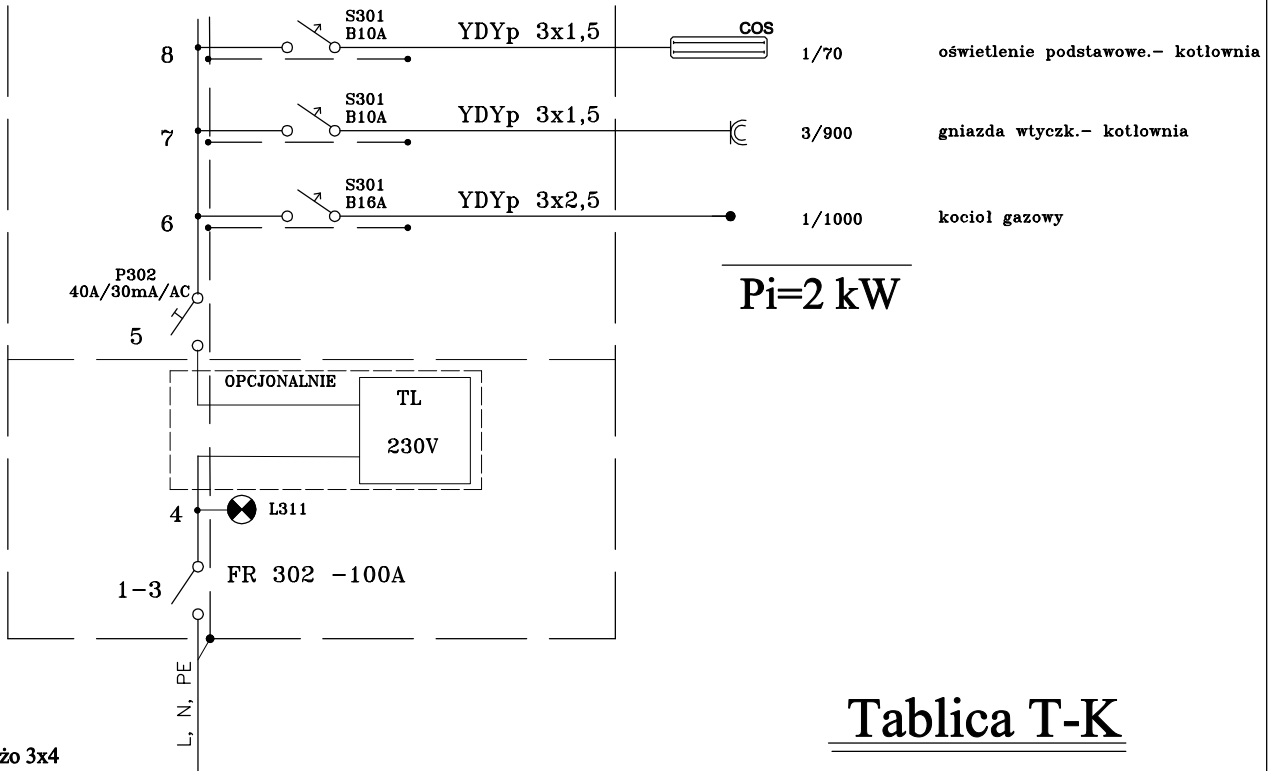 S301
B10A
YDYp 3x1,5
COS
8
1/70
oświetlenie podstawowe.- kotłownia
S301
B10A
YDYp 3x1,5
7
3/900
gniazda wtyczk.- kotłownia
S301
B16A
YDYp 3x2,5
6
1/1000
kocioł gazowy
P302
40A/30mA/AC
Pi=2 kW
5
OPCJONALNIE
TL
230V
4
L311
1-3
FR 302 -100A
L, N, PE
Tablica T-K
żo 3x4